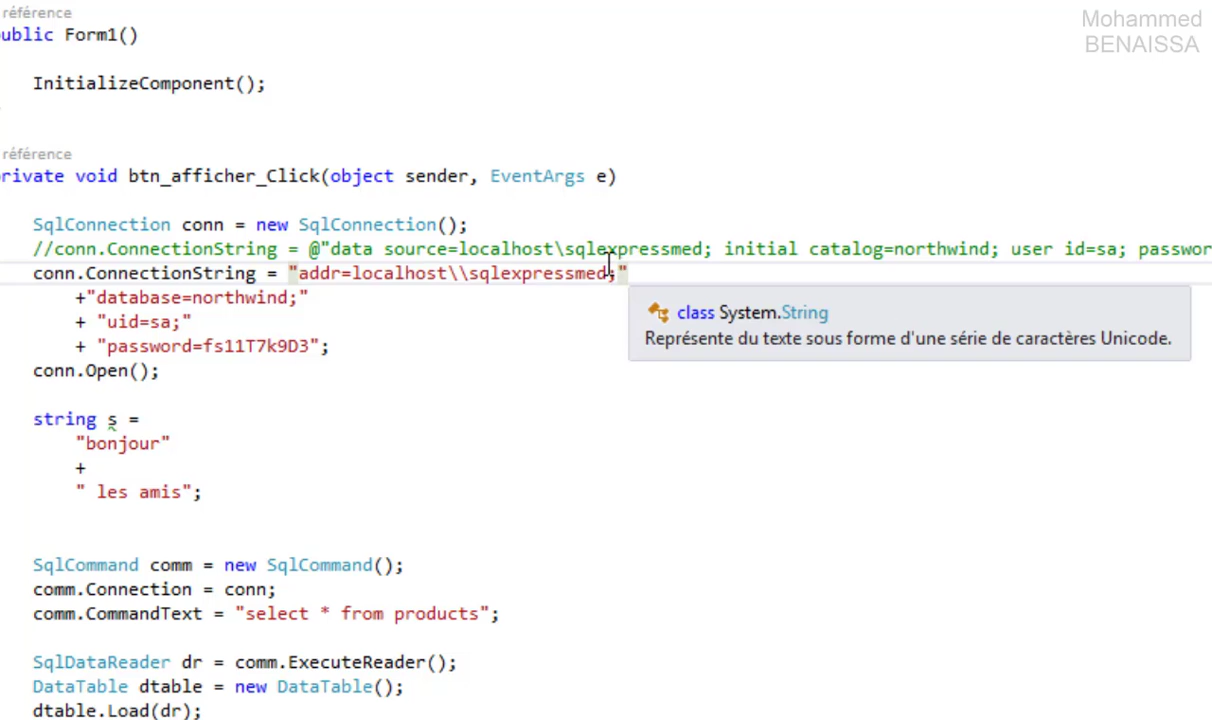 référence
Mohammed
BENAISSA
ublic Form1()
InitializeComponent();
référence
rivate void btn_afficher_Click(object sender, EventArgs e)
SqlConnection conn = new SqlConnection();
//conn.ConnectionString = @"data source=localhost\sqlexpressmed; initial catalog=northwind; user id=sa; passwor
conn.ConnectionString = "addr=localhost\\sqlexpressmed;"
+"database=northwind;"
class System.String
+ "uid=sa;"
Représente du texte sous forme d'une série de caractères Unicode.
+ "password=fs11T7k9D3";
conn.Open();
string s =
"bonjour"
+
" les amis";
SqlCommand comm = new SqlCommand();
comm.Connection = conn;
comm.CommandText = "select * from products";
SqlDataReader dr = comm.ExecuteReader();
DataTable dtable = new DataTable();
dtable.Load(dr);